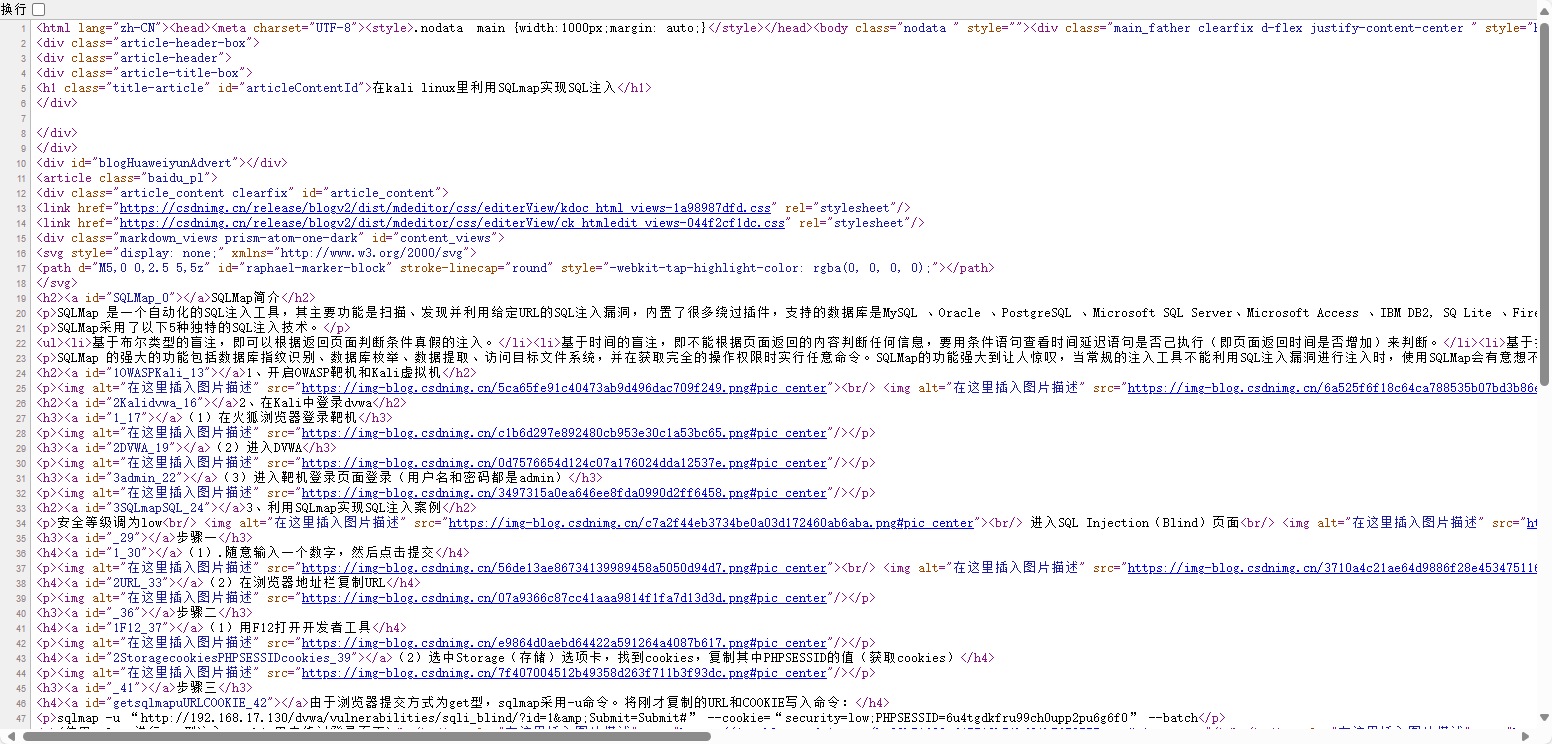 换行
1 <html lang="zh-CN"><head><meta charset="UTF-8"><style>.nodata  main {width:1000px;margin: auto;}</style></head><body class="nodata " style=""><div class="main_father clearfix d-flex justify-content-center " style="h
2 <div class="article-header-box">
3 <div class="article-header">
4 <div class="article-title-box">
5 <h1 class="title-article" id="articleContentId">在kali linux里利用SQLmap实现SQL注入</h1>
6 </div>
7
8 </div>
9 </div>
10 <div id="blogHuaweiyunAdvert"></div>
11 <article class="baidu_pl">
12 <div class="article_content clearfix" id="article_content">
13 <link href="https://csdnimg.cn/release/blogv2/dist/mdeditor/css/editerView/kdoc_html_views-1a98987dfd.css" rel="stylesheet"/>
14 <link href="https://csdnimg.cn/release/blogv2/dist/mdeditor/css/editerView/ck_htmledit_views-044f2cf1dc.css" rel="stylesheet"/>
15 <div class="markdown_views prism-atom-one-dark" id="content_views">
16 <svg style="display: none;" xmlns="http://www.w3.org/2000/svg">
17 <path d="M5,0 0,2.5 5,5z" id="raphael-marker-block" stroke-linecap="round" style="-webkit-tap-highlight-color: rgba(0, 0, 0, 0);"></path>
18 </svg>
19 <h2><a id="SQLMap_0"></a>SQLMap简介</h2>
20 <p>SQLMap 是一个自动化的SQL注入工具，其主要功能是扫描、发现并利用给定URL的SQL注入漏洞，内置了很多绕过插件，支持的数据库是MySQL 、Oracle 、PostgreSQL 、Microsoft SQL Server、Microsoft Access 、IBM DB2, SQ Lite 、Fire
21 <p>SQLMap采用了以下5种独特的SQL注入技术。</p>
22 <ul><li>基于布尔类型的盲注，即可以根据返回页面判断条件真假的注入。</li><li>基于时间的盲注，即不能根据页面返回的内容判断任何信息，要用条件语句查看时间延迟语句是否己执行（即页面返回时间是否增加）来判断。</li><li>基于
23 <p>SQLMap 的强大的功能包括数据库指纹识别、数据库枚举、数据提取、访问目标文件系统，并在获取完全的操作权限时实行任意命令。SQLMap的功能强大到让人惊叹，当常规的注入工具不能利用SQL注入漏洞进行注入时，使用SQLMap会有意想不
24 <h2><a id="1OWASPKali_13"></a>1、开启OWASP靶机和Kali虚拟机</h2>
25 <p><img alt="在这里插入图片描述" src="https://img-blog.csdnimg.cn/5ca65fe91c40473ab9d496dac709f249.png#pic_center"><br/> <img alt="在这里插入图片描述" src="https://img-blog.csdnimg.cn/6a525f6f18c64ca788535b07bd3b86e
26 <h2><a id="2Kalidvwa_16"></a>2、在Kali中登录dvwa</h2>
27 <h3><a id="1_17"></a>（1）在火狐浏览器登录靶机</h3>
28 <p><img alt="在这里插入图片描述" src="https://img-blog.csdnimg.cn/c1b6d297e892480cb953e30c1a53bc65.png#pic_center"/></p>
29 <h3><a id="2DVWA_19"></a>（2）进入DVWA</h3>
30 <p><img alt="在这里插入图片描述" src="https://img-blog.csdnimg.cn/0d7576654d124c07a176024dda12537e.png#pic_center"/></p>
31 <h3><a id="3admin_22"></a>（3）进入靶机登录页面登录（用户名和密码都是admin）</h3>
32 <p><img alt="在这里插入图片描述" src="https://img-blog.csdnimg.cn/3497315a0ea646ee8fda0990d2ff6458.png#pic_center"/></p>
33 <h2><a id="3SQLmapSQL_24"></a>3、利用SQLmap实现SQL注入案例</h2>
34 <p>安全等级调为low<br/> <img alt="在这里插入图片描述" src="https://img-blog.csdnimg.cn/c7a2f44eb3734be0a03d172460ab6aba.png#pic_center"><br/> 进入SQL Injection（Blind）页面<br/> <img alt="在这里插入图片描述" src="ht
35 <h3><a id="_29"></a>步骤一</h3>
36 <h4><a id="1_30"></a>（1）.随意输入一个数字，然后点击提交</h4>
37 <p><img alt="在这里插入图片描述" src="https://img-blog.csdnimg.cn/56de13ae86734139989458a5050d94d7.png#pic_center"><br/> <img alt="在这里插入图片描述" src="https://img-blog.csdnimg.cn/3710a4c21ae64d9886f28e453475116
38 <h4><a id="2URL_33"></a>（2）在浏览器地址栏复制URL</h4>
39 <p><img alt="在这里插入图片描述" src="https://img-blog.csdnimg.cn/07a9366c87cc41aaa9814f1fa7d13d3d.png#pic_center"/></p>
40 <h3><a id="_36"></a>步骤二</h3>
41 <h4><a id="1F12_37"></a>（1）用F12打开开发者工具</h4>
42 <p><img alt="在这里插入图片描述" src="https://img-blog.csdnimg.cn/e9864d0aebd64422a591264a4087b617.png#pic_center"/></p>
43 <h4><a id="2StoragecookiesPHPSESSIDcookies_39"></a>（2）选中Storage（存储）选项卡，找到cookies，复制其中PHPSESSID的值（获取cookies）</h4>
44 <p><img alt="在这里插入图片描述" src="https://img-blog.csdnimg.cn/7f407004512b49358d263f711b3f93dc.png#pic_center"/></p>
45 <h3><a id="_41"></a>步骤三</h3>
46 <h4><a id="getsqlmapuURLCOOKIE_42"></a>由于浏览器提交方式为get型，sqlmap采用-u命令。将刚才复制的URL和COOKIE写入命令：</h4>
47 <p>sqlmap -u “http://192.168.17.130/dvwa/vulnerabilities/sqli_blind/?id=1&amp;Submit=Submit#” --cookie=“security=low;PHPSESSID=6u4tgdkfru99ch0upp2pu6g6f0” --batch</p>